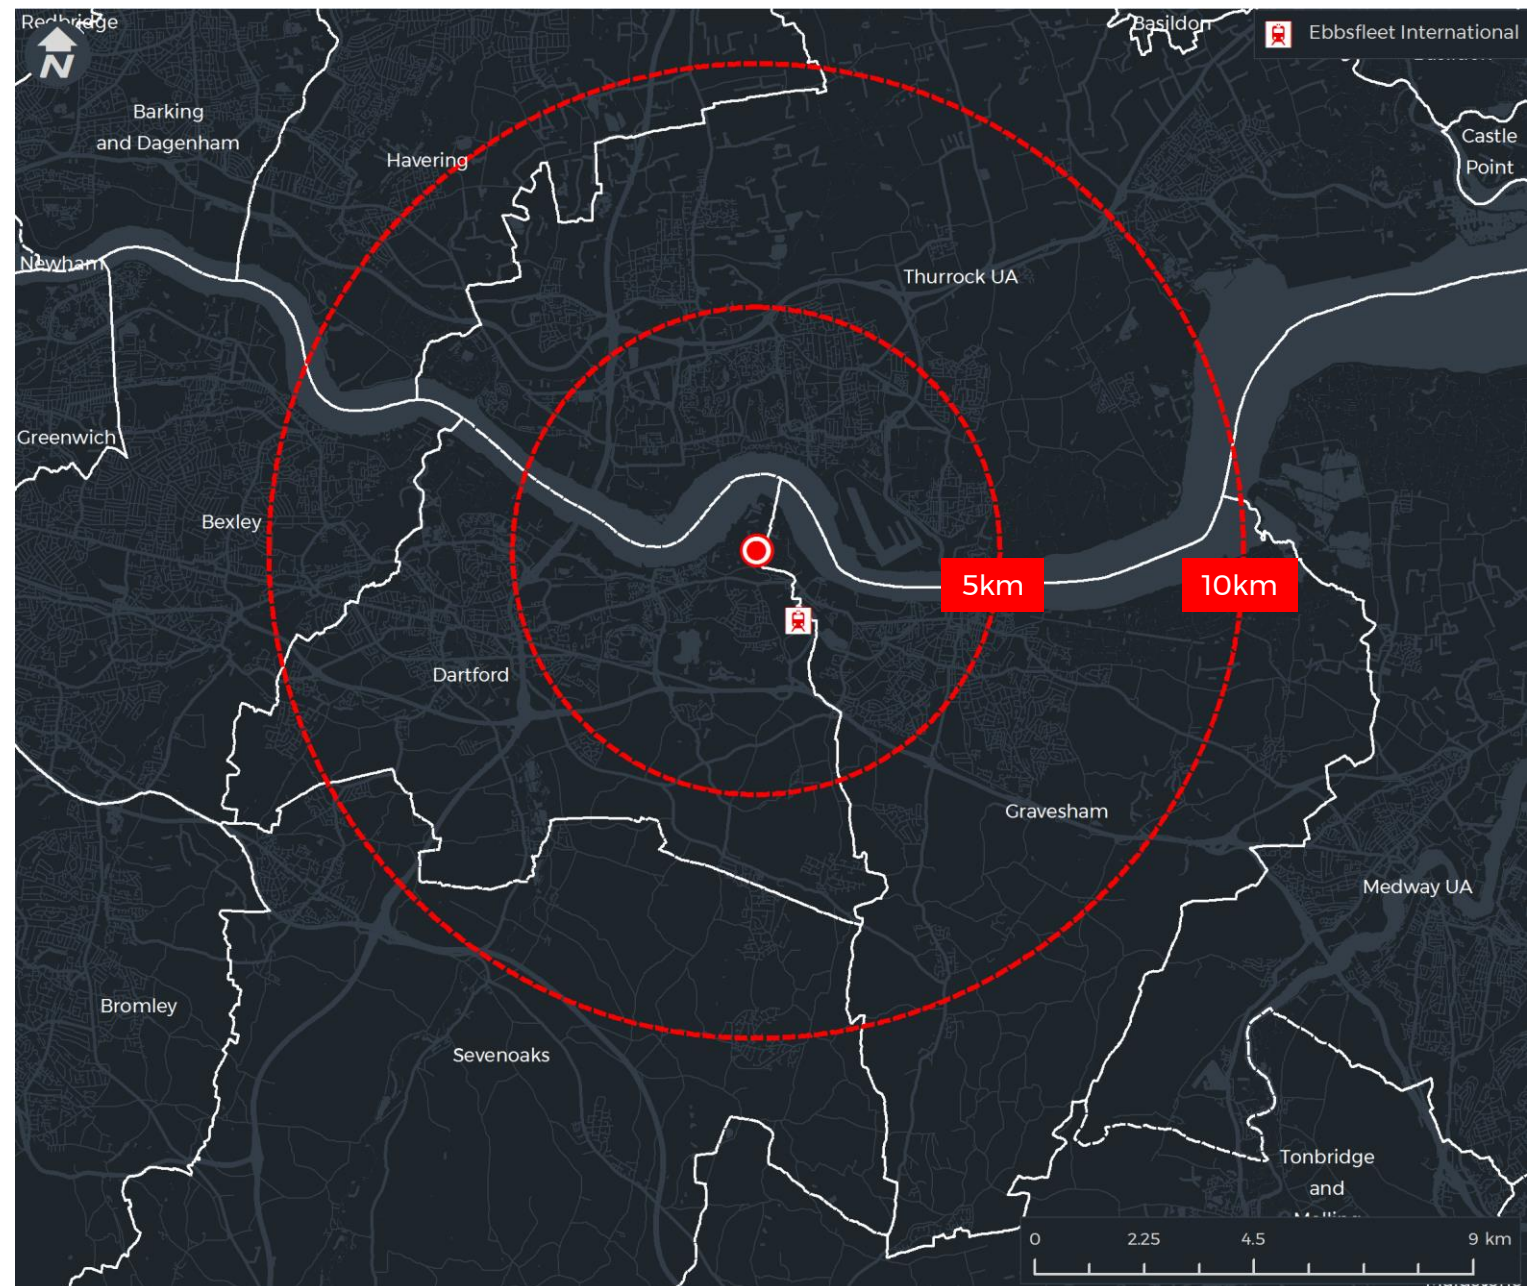 Redbridge
Basildon
Ebbsfleet International
N
Barking
and Dagenham
Havering
Castle
Point
Newham
Thurrock UA
Greenwich
Bexley
5km
10km
Dartford
Gravesham
Medway UA
Bromley
Sevenoaks
Tonbridge
and
0
2.25
4.5
9 km